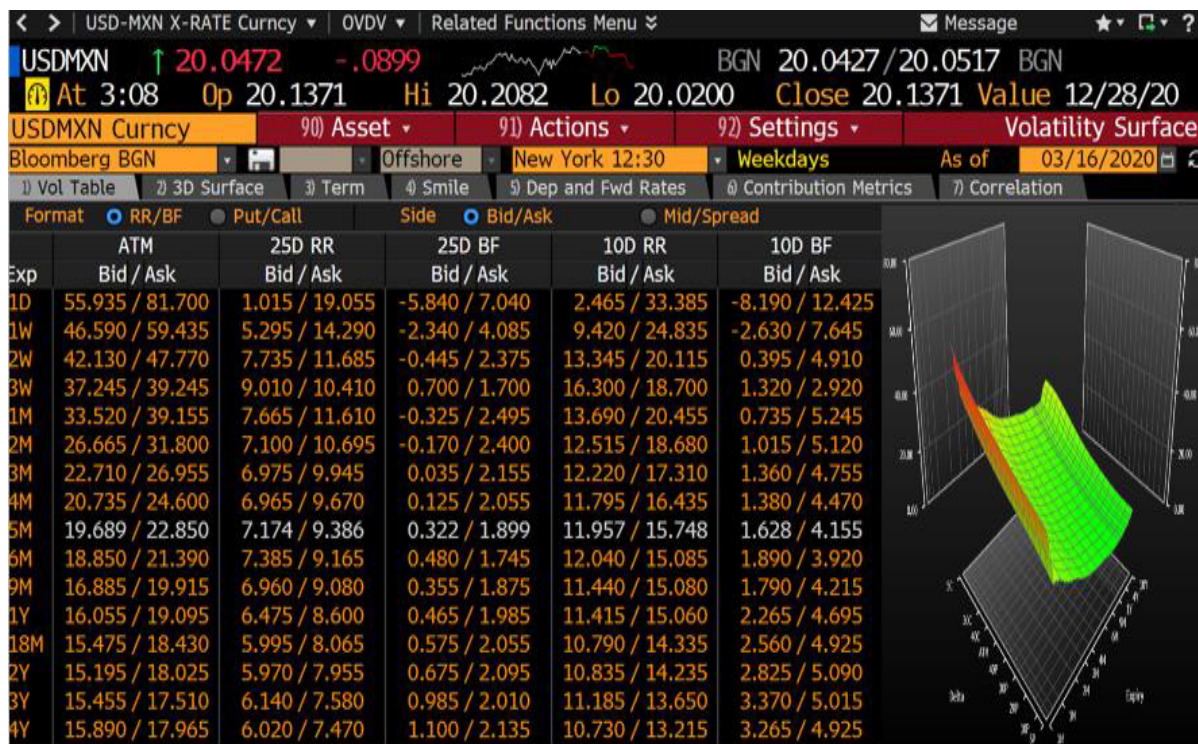 < > USD-MXN X-RATE Curncy ▾ OVDV ▾ Related Functions Menu Message ?
USDMXN ↑ 20.0472 -.0899 BGN 20.0427/20.0517 BGN
At 3:08 Op 20.1371 Hi 20.2082 Lo 20.0200 Close 20.1371 Value 12/28/20
USDMXN Curncy 90) Asset ▾ 91) Actions ▾ 92) Settings ▾ Volatility Surface
Bloomberg BGN Offshore New York 12:30 Weekdays As of 03/16/2020
1) Vol Table 2) 3D Surface 3) Term 4) Smile 5) Dep and Fwd Rates 6) Contribution Metrics 7) Correlation
Format RR/BF Put/Call Side Bid/Ask Mid/Spread
ATM 25D RR 25D BF 10D RR 10D BF
Exp Bid / Ask Bid / Ask Bid / Ask Bid / Ask Bid / Ask
1D 55.935 / 81.700 1.015 / 19.055 -5.840 / 7.040 2.465 / 33.385 -8.190 / 12.425
1W 46.590 / 59.435 5.295 / 14.290 -2.340 / 4.085 9.420 / 24.835 -2.630 / 7.645
2W 42.130 / 47.770 7.735 / 11.685 -0.445 / 2.375 13.345 / 20.115 0.395 / 4.910
3W 37.245 / 39.245 9.010 / 10.410 0.700 / 1.700 16.300 / 18.700 1.320 / 2.920
1M 33.520 / 39.155 7.665 / 11.610 -0.325 / 2.495 13.690 / 20.455 0.735 / 5.245
2M 26.665 / 31.800 7.100 / 10.695 -0.170 / 2.400 12.515 / 18.680 1.015 / 5.120
3M 22.710 / 26.955 6.975 / 9.945 0.035 / 2.155 12.220 / 17.310 1.360 / 4.755
4M 20.735 / 24.600 6.965 / 9.670 0.125 / 2.055 11.795 / 16.435 1.380 / 4.470
5M 19.689 / 22.850 7.174 / 9.386 0.322 / 1.899 11.957 / 15.748 1.628 / 4.155
6M 18.850 / 21.390 7.385 / 9.165 0.480 / 1.745 12.040 / 15.085 1.890 / 3.920
9M 16.885 / 19.915 6.960 / 9.080 0.355 / 1.875 11.440 / 15.080 1.790 / 4.215
1Y 16.055 / 19.095 6.475 / 8.600 0.465 / 1.985 11.415 / 15.060 2.265 / 4.695
18M 15.475 / 18.430 5.995 / 8.065 0.575 / 2.055 10.790 / 14.335 2.560 / 4.925
2Y 15.195 / 18.025 5.970 / 7.955 0.675 / 2.095 10.835 / 14.235 2.825 / 5.090
3Y 15.455 / 17.510 6.140 / 7.580 0.985 / 2.010 11.185 / 13.650 3.370 / 5.015
4Y 15.890 / 17.965 6.020 / 7.470 1.100 / 2.135 10.730 / 13.215 3.265 / 4.925
Delta Expiry